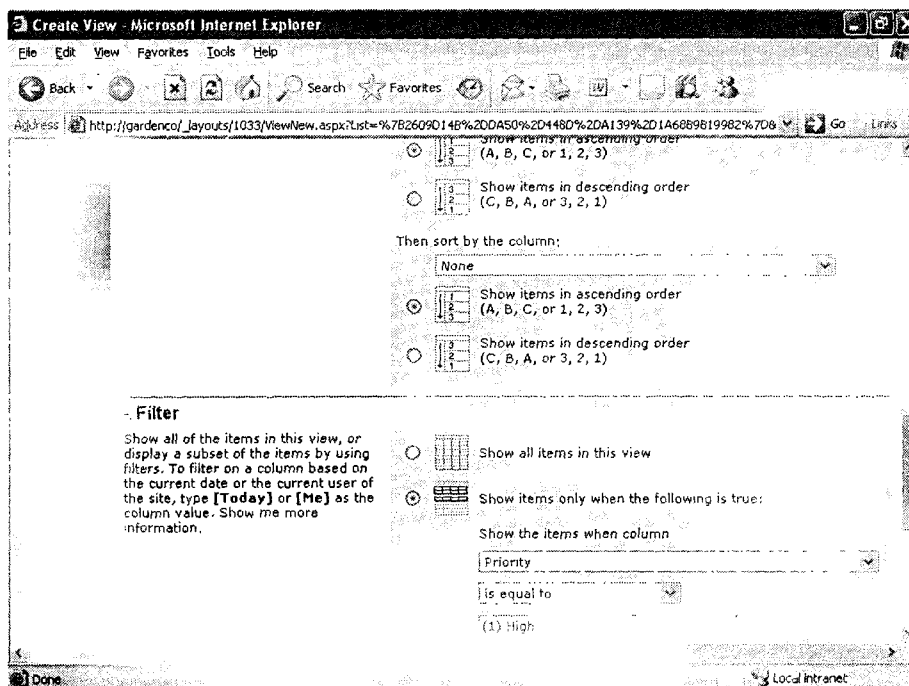 Create View - Microsoft Internet Explorer
File Edit View Favorites Tools Help
Back Search Favorites
Address http://gardenco/_layouts/1033/ViewNew.aspx?List=%7B2609D14B%2DDA50%2D448D%2DA139%2D1A6889819982%7D& Go Links
Show items in ascending order
(A, B, C, or 1, 2, 3)
Show items in descending order
(C, B, A, or 3, 2, 1)
Then sort by the column:
None
Show items in ascending order
(A, B, C, or 1, 2, 3)
Show items in descending order
(C, B, A, or 3, 2, 1)
Filter
Show all of the items in this view, or
display a subset of the items by using
filters. To filter on a column based on
the current date or the current user of
the site, type [Today] or [Me] as the
column value. Show me more
information.
Show all items in this view
Show items only when the following is true:
Show the items when column
Priority
is equal to
(1) High
Done Local intranet